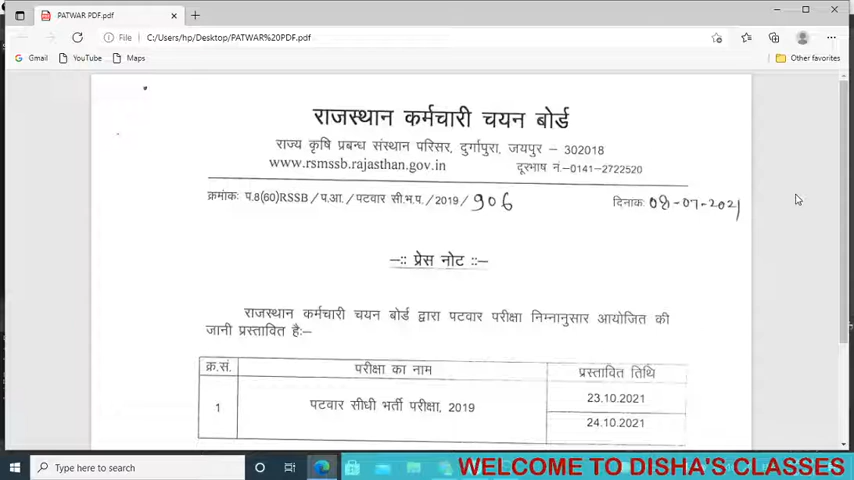 PATWAR PDF.pdf
File C:/Users/hp/Desktop/PATWAR%20PDF.pdf
Gmail YouTube Maps Other favorites
राजस्थान कर्मचारी चयन बोर्ड
राज्य कृषि प्रबन्ध संस्थान परिसर, दुर्गापुरा, जयपुर – 302018
www.rsmssb.rajasthan.gov.in दूरभाष नं.–0141–2722520
क्रमांकः प.8(60)RSSB/प.आ./पटवार सी.भ.प./2019/906 दिनाकः 08-07-2021
–:: प्रेस नोट ::–
राजस्थान कर्मचारी चयन बोर्ड द्वारा पटवार परीक्षा निम्नानुसार आयोजित की
जानी प्रस्तावित हैः–
क्र.सं. परीक्षा का नाम प्रस्तावित तिथि
1 पटवार सीधी भर्ती परीक्षा, 2019 23.10.2021
24.10.2021
Type here to search
WELCOME TO DISHA'S CLASSES